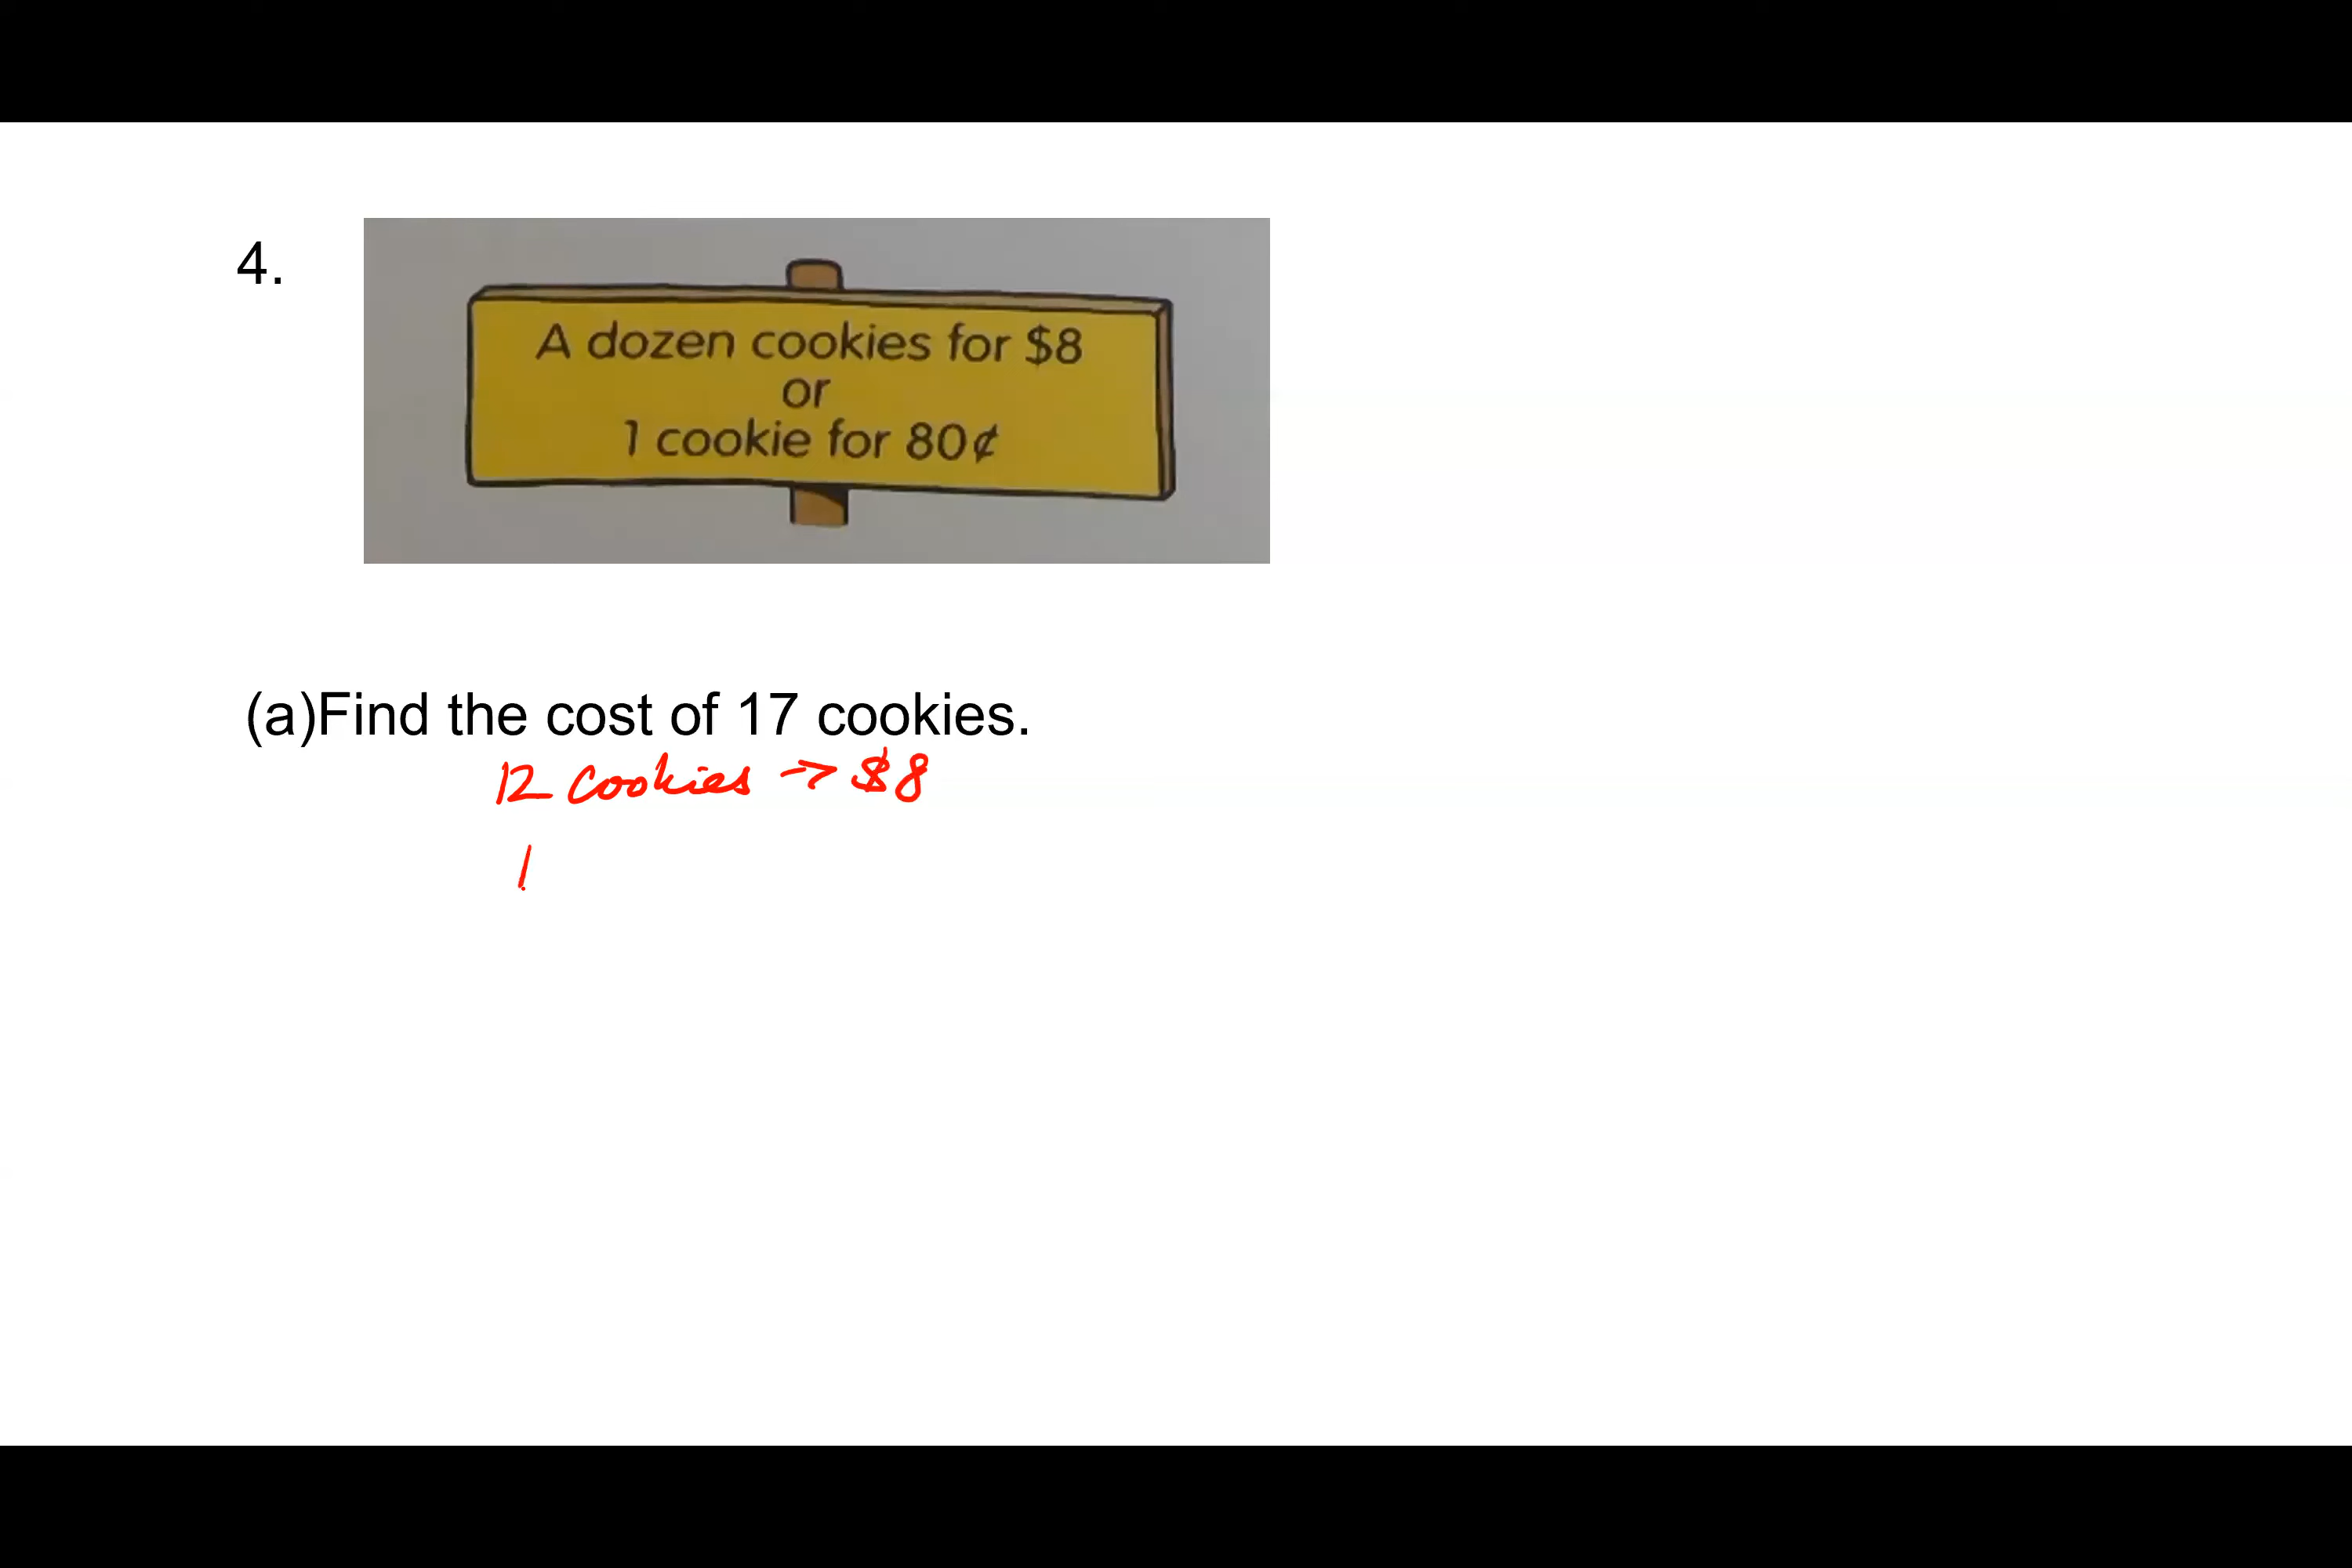 4.
A dozen cookies for $8
or
1 cookie for 80¢
(a)Find the cost of 17 cookies.
12 cookies → $8
1